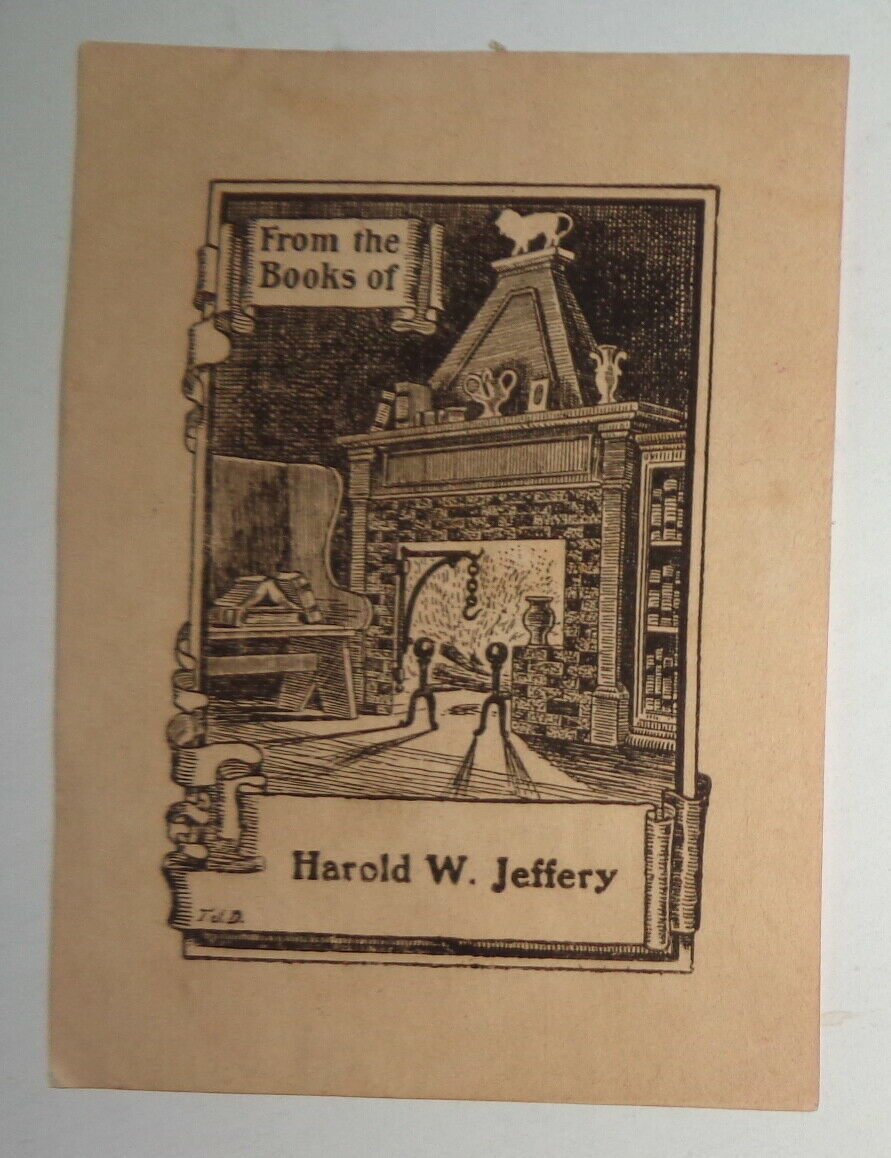 From the
Books of
Harold W. Jeffery
T.J.D.